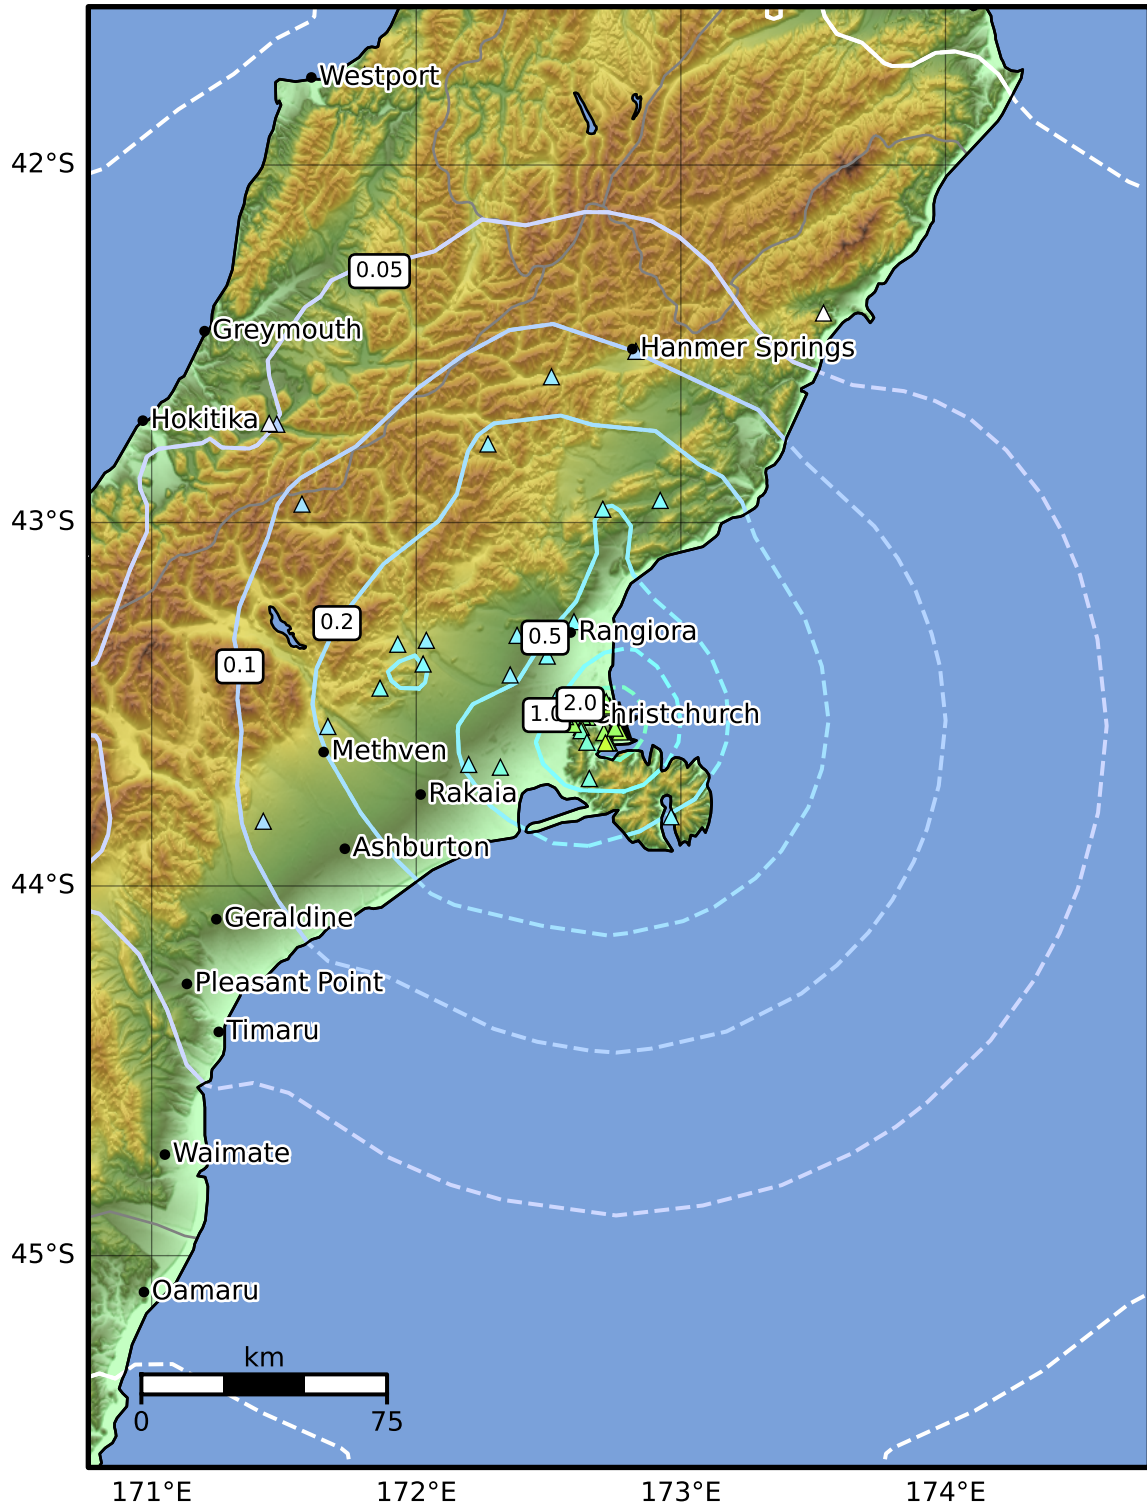 Westport
42°S
0.05
Greymouth
Hanmer Springs
Hokitika
43°S
0.2
0.5
Rangiora
0.1
2.0
Christchurch
Methven
Rakaia
Ashburton
44°S
Geraldine
Pleasant Point
Timaru
Waimate
45°S
Oamaru
km
0
75
171°E
172°E
173°E
174°E